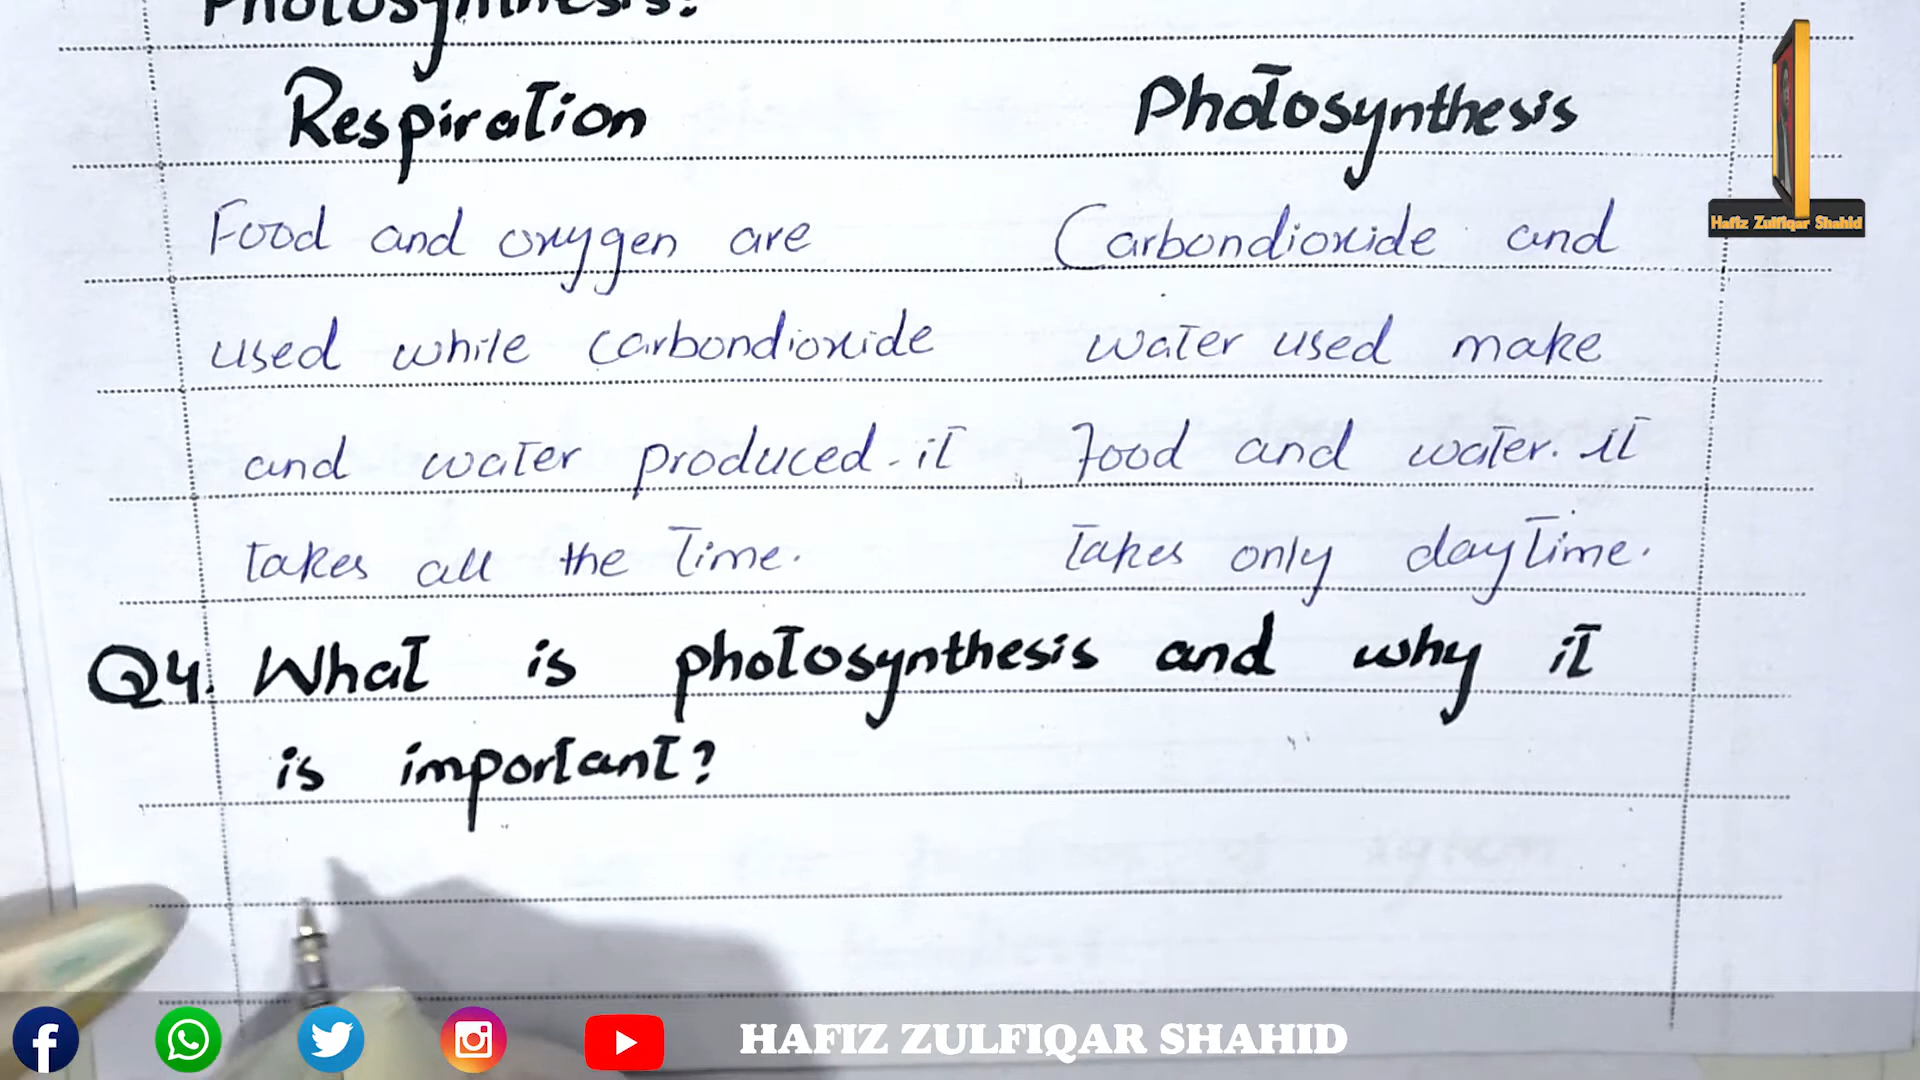 Photosynthesis?
Respiration
Photosynthesis
Food and oxygen are
used while carbondioxide
and water produced. it
takes all the time.
Carbondioxide and
water used make
Food and water. it
takes only daytime.
Q4. What is photosynthesis and why it
is important?
Hafiz Zulfiqar Shahid
HAFIZ ZULFIQAR SHAHID